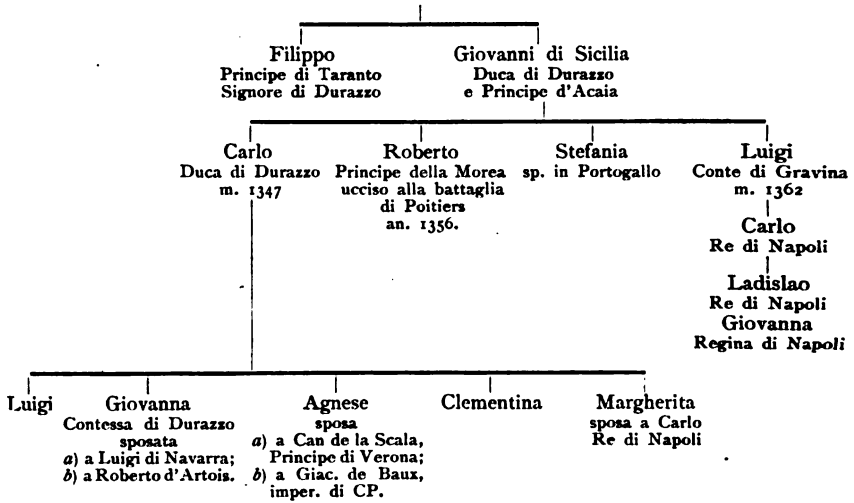 Filippo
Principe di Taranto
Signore di Durazzo
Giovanni di Sicilia
Duca di Durazzo
e Principe d'Acaia
Carlo
Duca di Durazzo
m. 1347
Roberto
Principe della Morea
ucciso alla battaglia
di Poitiers
an. 1356.
Stefania
sp. in Portogallo
Luigi
Conte di Gravina
m. 1362
Carlo
Re di Napoli
Ladislao
Re di Napoli
Giovanna
Regina di Napoli
Luigi
Giovanna
Contessa di Durazzo
sposata
a) a Luigi di Navarra;
b) a Roberto d'Artois.
Agnese
sposa
a) a Can de la Scala,
Principe di Verona;
b) a Giac. de Baux,
imper. di CP.
Clementina
Margherita
sposa a Carlo
Re di Napoli